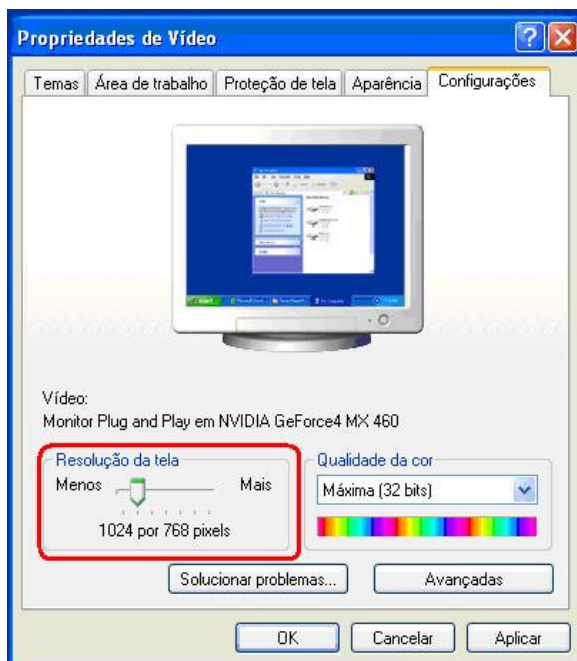 Propriedades de Vídeo
Temas Área de trabalho Proteção de tela Aparência Configurações
Vídeo:
Monitor Plug and Play em NVIDIA GeForce4 MX 460
Resolução da tela
Menos Mais
1024 por 768 pixels
Qualidade da cor
Máxima (32 bits)
Solucionar problemas... Avançadas
OK Cancelar Aplicar